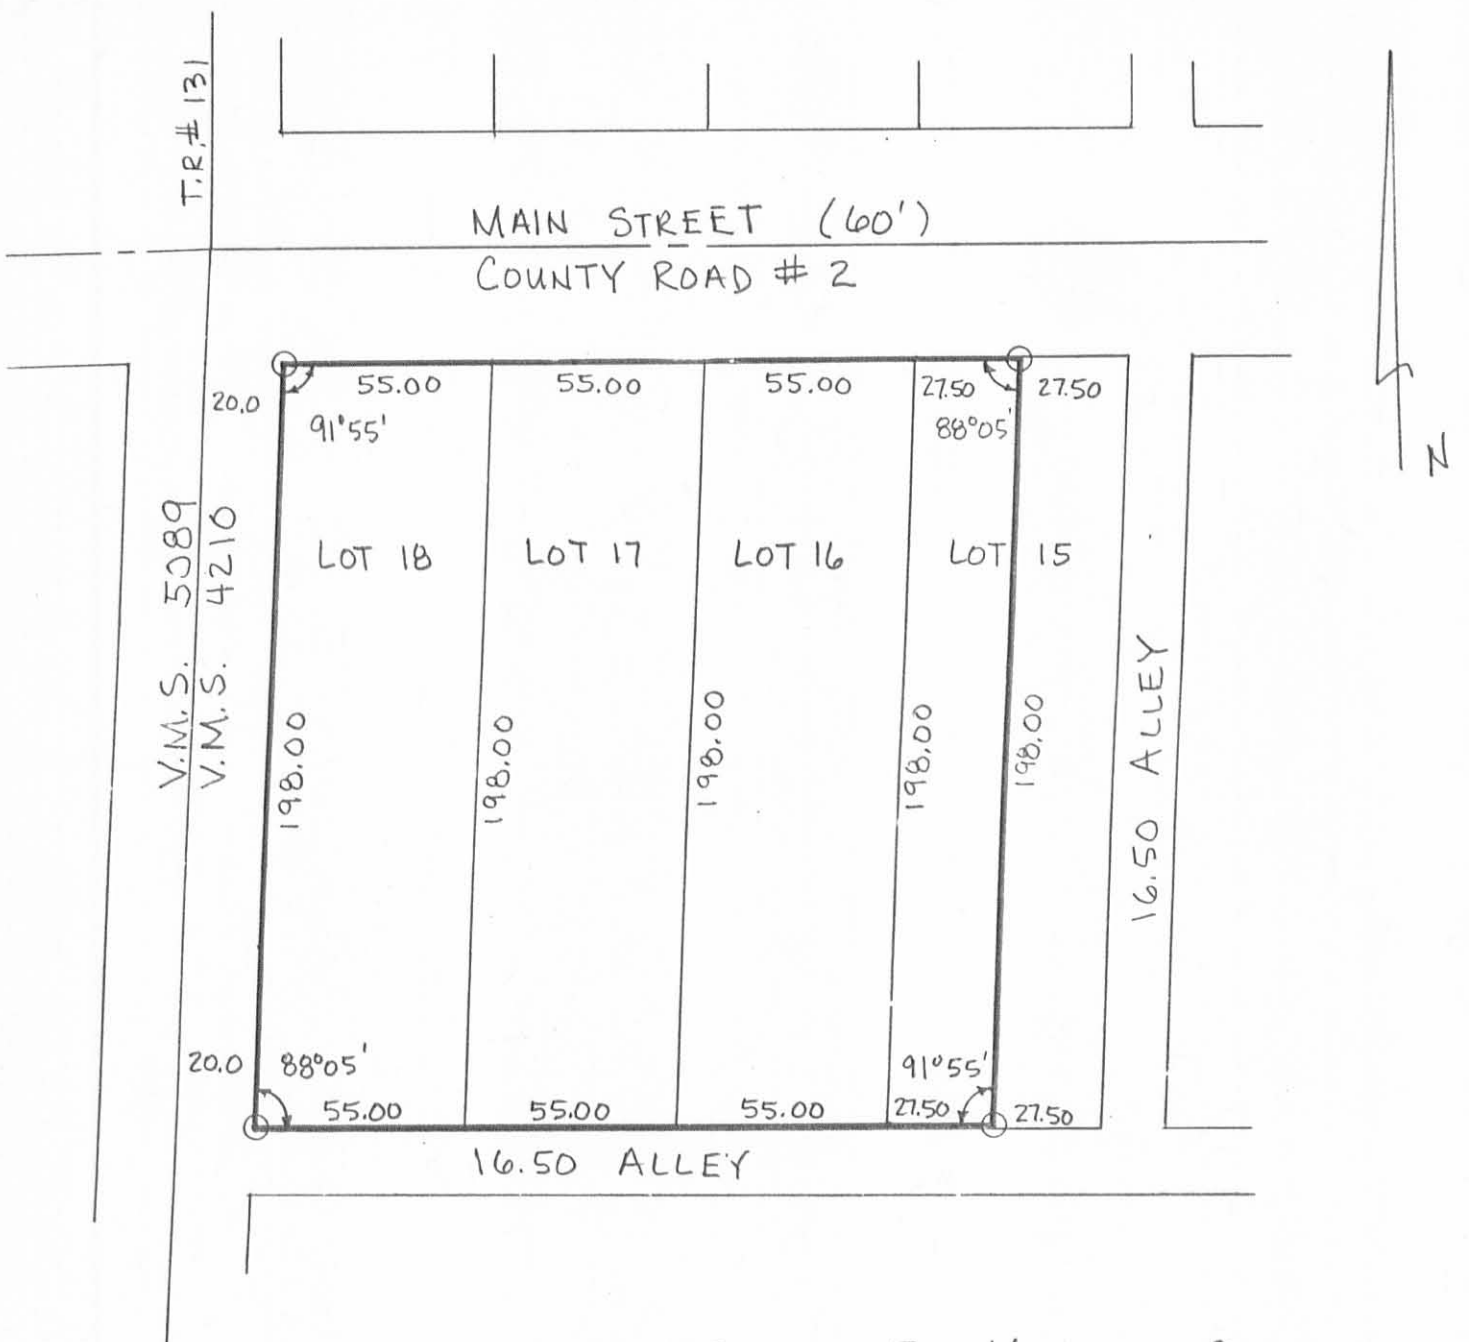 T.R.# 131
MAIN STREET (60')
COUNTY ROAD # 2
55.00 55.00 55.00 27.50 27.50
20.0
91°55' 88°05'
N
V.M.S. 5089
V.M.S. 4210
LOT 18 LOT 17 LOT 16 LOT 15
198.00 198.00 198.00 198.00 198.00
16.50 ALLEY
20.0 88°05' 91°55'
55.00 55.00 55.00 27.50 27.50
16.50 ALLEY